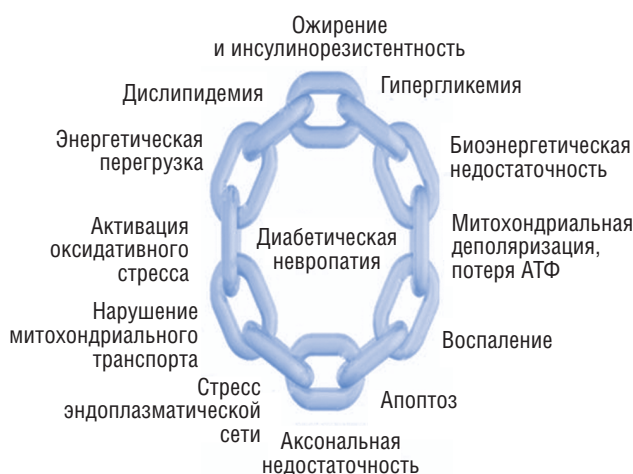 Ожирение
и инсулинорезистентность
Гипергликемия
Биоэнергетическая
недостаточность
Митохондриальная
деполяризация,
потеря АТФ
Воспаление
Апоптоз
Аксональная
недостаточность
Стресс
эндоплазматической
сети
Нарушение
митохондриального
транспорта
Активация
оксидативного
стресса
Энергетическая
перегрузка
Дислипидемия
Диабетическая
невропатия